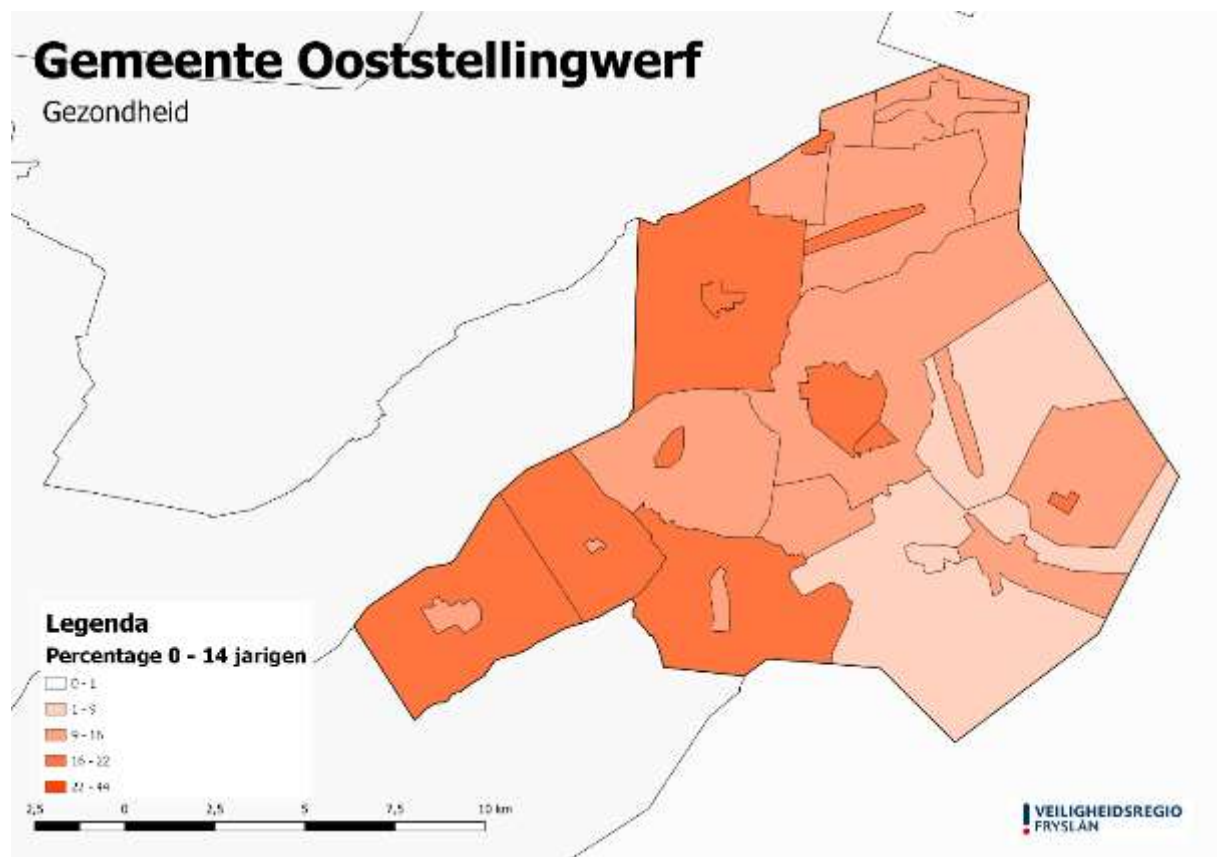 Gemeente Ooststellingwerf
Gezondheid
Legenda
Percentage 0 - 14 jarigen
0 - 1
1 - 9
9 - 16
16 - 22
22 - 44
2,5 0 2,5 5 7,5 10 km
VEILIGHEIDSREGIO
FRYSLÂN